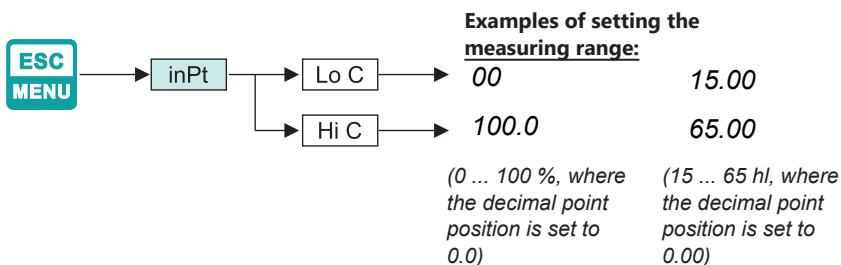 Examples of setting the
measuring range:
ESC
MENU
inPt
Lo C
00
15.00
Hi C
100.0
65.00
(0 ... 100 %, where
the decimal point
position is set to
0.0)
(15 ... 65 hl, where
the decimal point
position is set to
0.00)